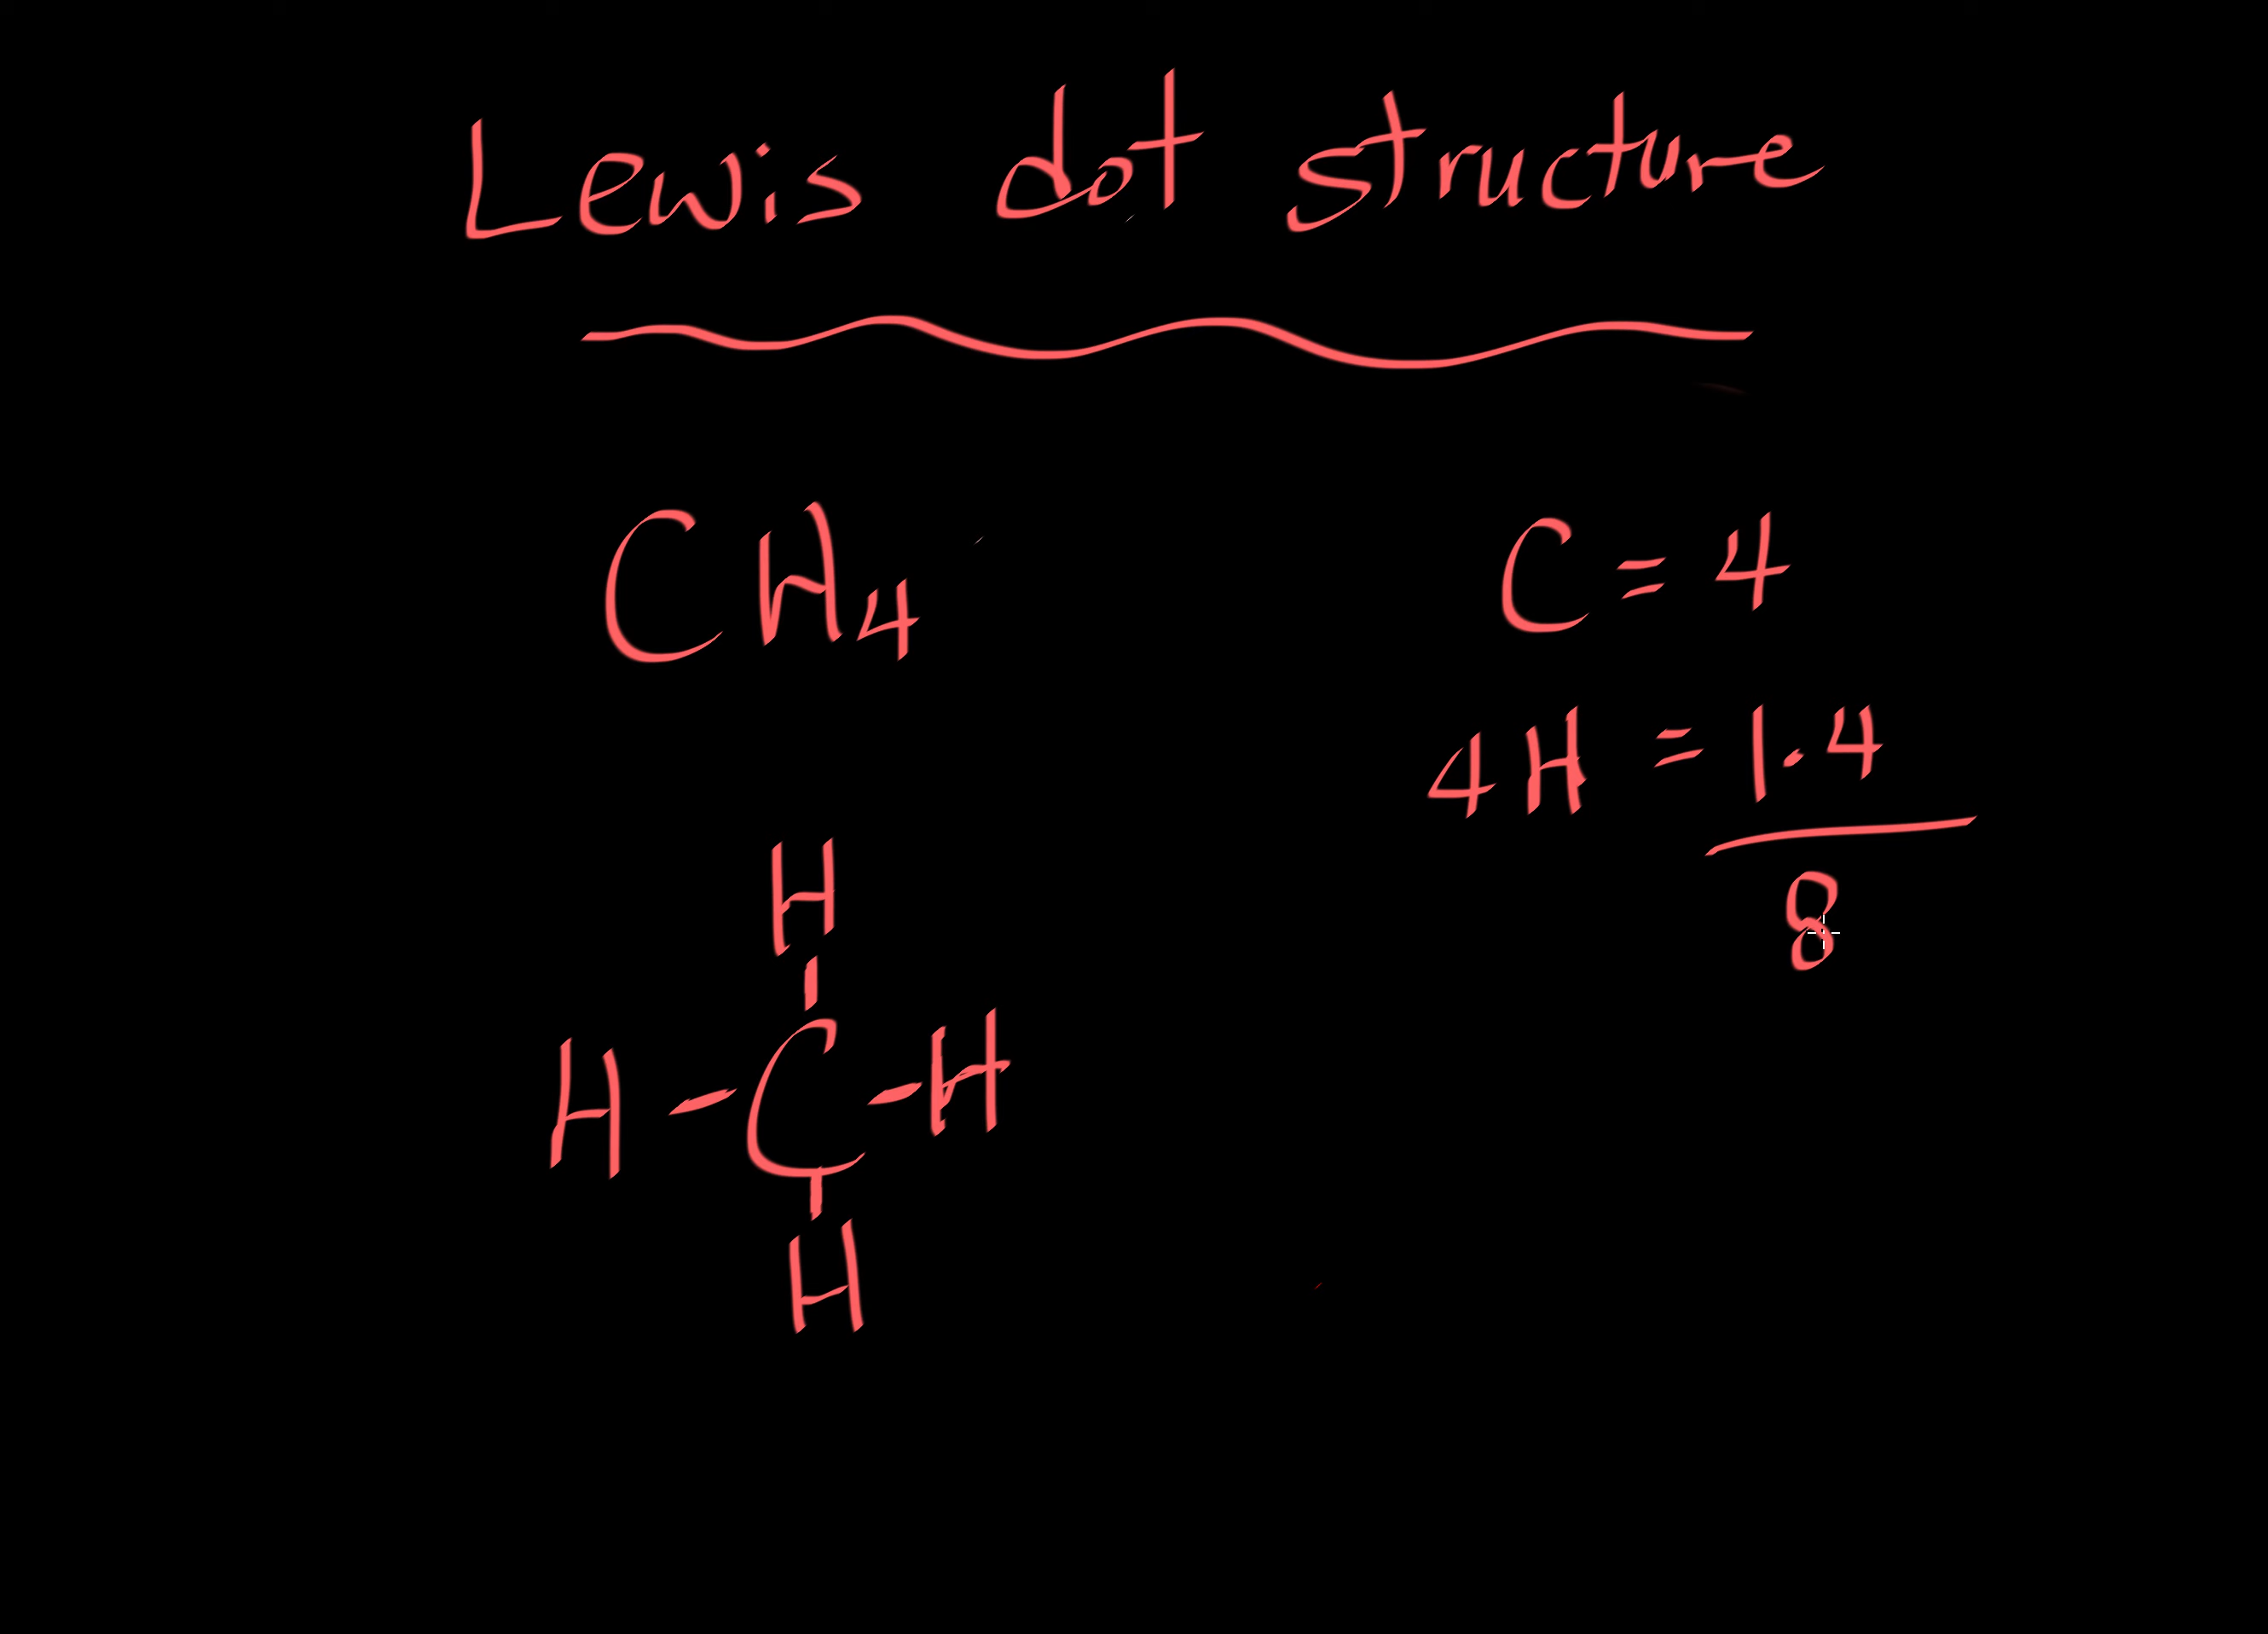 Lewis dot structure
CH₄
C = 4
4H = 1.4
8
H
H - C - H
H